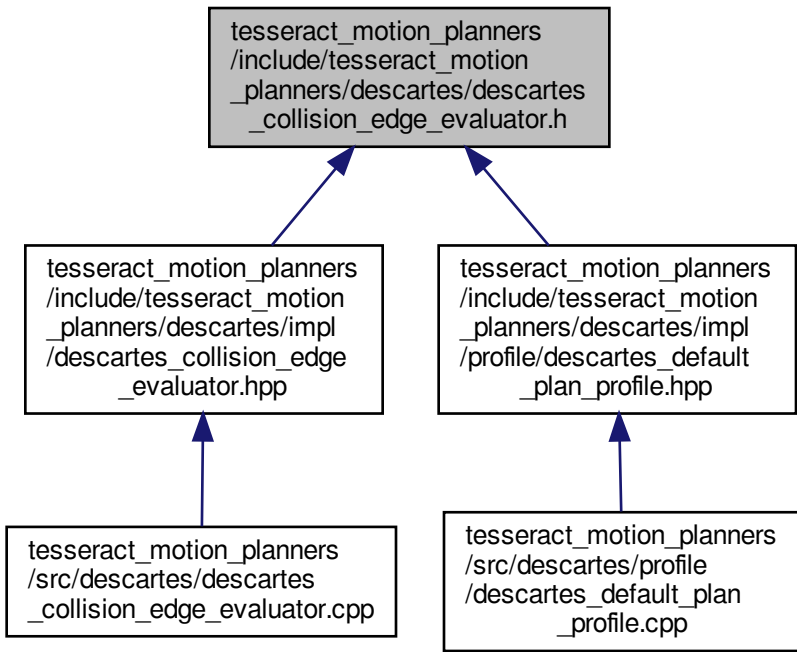 tesseract_motion_planners
/include/tesseract_motion
_planners/descartes/descartes
_collision_edge_evaluator.h
tesseract_motion_planners
/include/tesseract_motion
_planners/descartes/impl
/descartes_collision_edge
_evaluator.hpp
tesseract_motion_planners
/include/tesseract_motion
_planners/descartes/impl
/profile/descartes_default
_plan_profile.hpp
tesseract_motion_planners
/src/descartes/descartes
_collision_edge_evaluator.cpp
tesseract_motion_planners
/src/descartes/profile
/descartes_default_plan
_profile.cpp